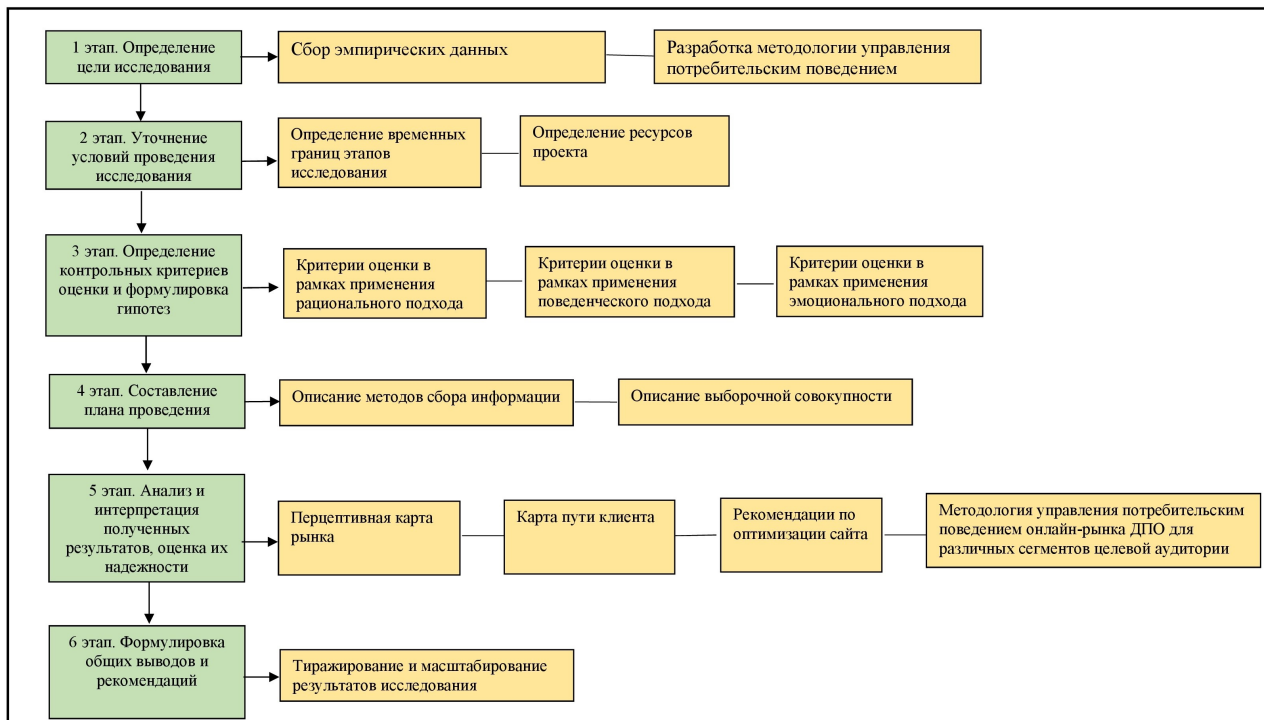 1 этап. Определение
цели исследования
Сбор эмпирических данных
Разработка методологии управления
потребительским поведением
2 этап. Уточнение
условий проведения
исследования
Определение временных
границ этапов
исследования
Определение ресурсов
проекта
3 этап. Определение
контрольных критериев
оценки и формулировка
гипотез
Критерии оценки в
рамках применения
рационального подхода
Критерии оценки в
рамках применения
поведенческого подхода
Критерии оценки в
рамках применения
эмоционального подхода
4 этап. Составление
плана проведения
Описание методов сбора информации
Описание выборочной совокупности
5 этап. Анализ и
интерпретация
полученных
результатов, оценка их
надежности
Перцептивная карта
рынка
Карта пути клиента
Рекомендации по
оптимизации сайта
Методология управления потребительским
поведением онлайн-рынка ДПО для
различных сегментов целевой аудитории
6 этап. Формулировка
общих выводов и
рекомендаций
Тиражирование и масштабирование
результатов исследования